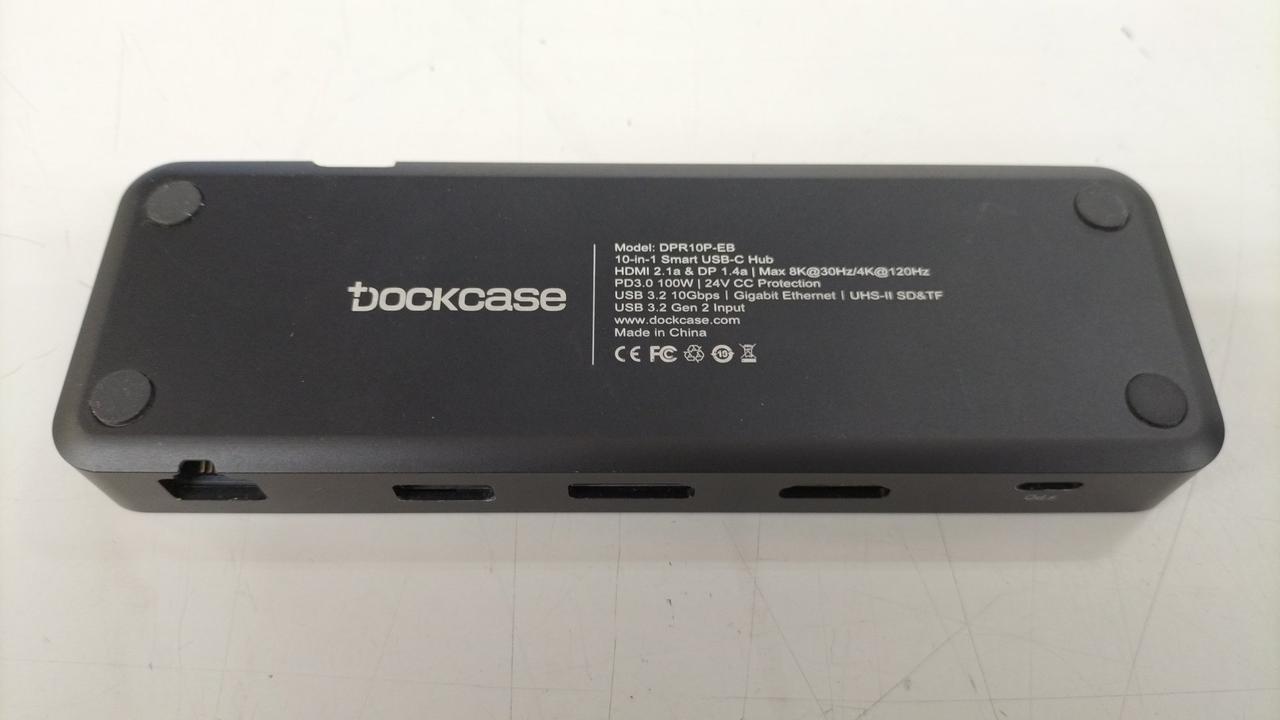 DOCKCASE
Model: DPR10P-EB
10-in-1 Smart USB-C Hub
HDMI 2.1a & DP 1.4a | Max 8K@30Hz/4K@120Hz
PD3.0 100W | 24V CC Protection
USB 3.2 10Gbps | Gigabit Ethernet | UHS-II SD&TF
USB 3.2 Gen 2 Input
www.dockcase.com
Made in China
CE FC 10
PD